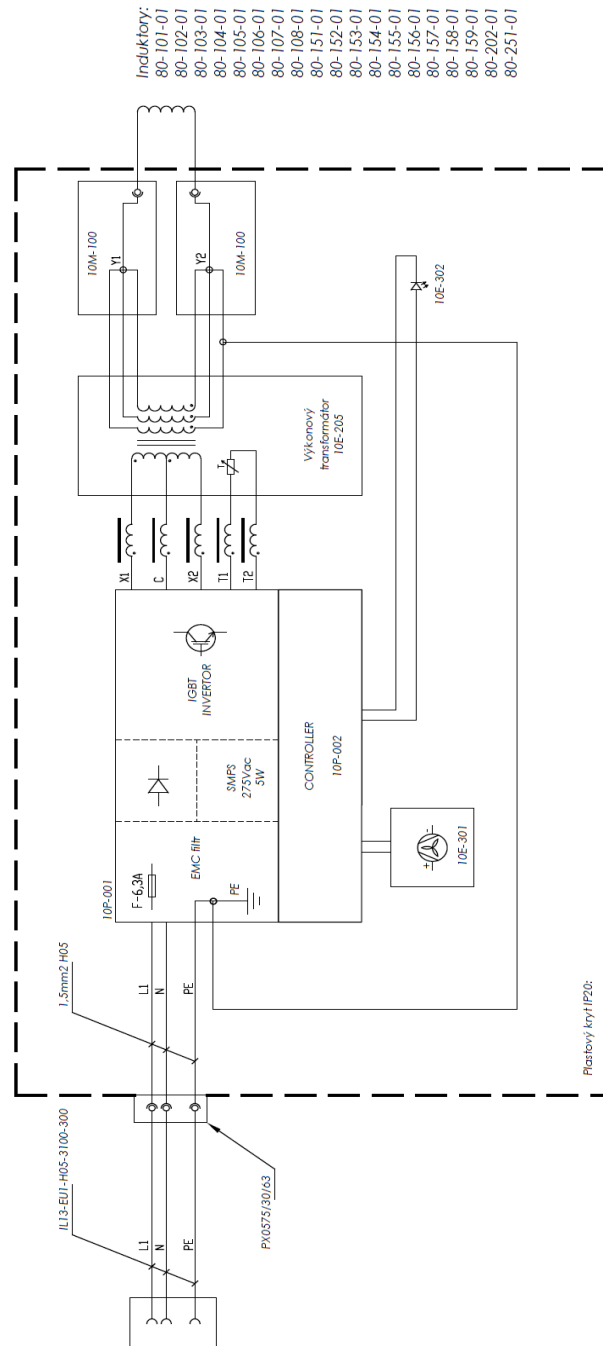 IL13-EU1-H05-3100-300
L1
N
PE
PX0575/30/63
1,5mm2 H05
L1
N
PE
10P-001
F-6,3A
EMC filtr
PE
SMPS
275Vac
5W
IGBT
INVERTOR
CONTROLLER
10P-002
+
-
10E-301
X1
C
X2
T1
T2
T
Výkonový
transformátor
10E-205
10M-100
Y1
Y2
10M-100
10E-302
Plastový kryt IP20:
Induktory:
80-101-01
80-102-01
80-103-01
80-104-01
80-105-01
80-106-01
80-107-01
80-108-01
80-151-01
80-152-01
80-153-01
80-154-01
80-155-01
80-156-01
80-157-01
80-158-01
80-159-01
80-202-01
80-251-01